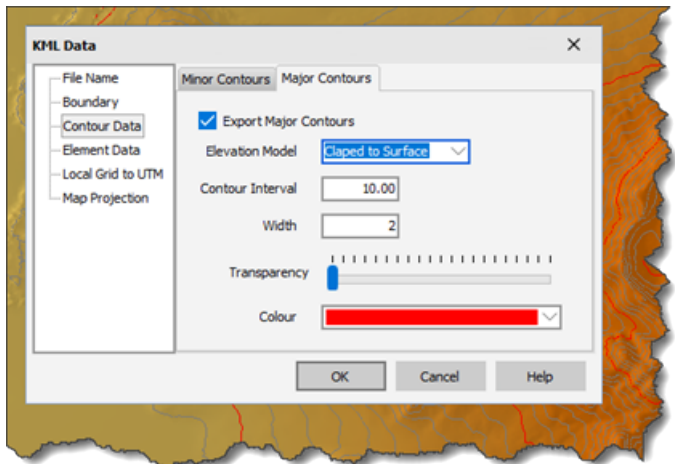 KML Data
File Name
Boundary
Contour Data
Element Data
Local Grid to UTM
Map Projection
Minor Contours Major Contours
Export Major Contours
Elevation Model Claped to Surface
Contour Interval 10.00
Width 2
Transparency
Colour
OK Cancel Help